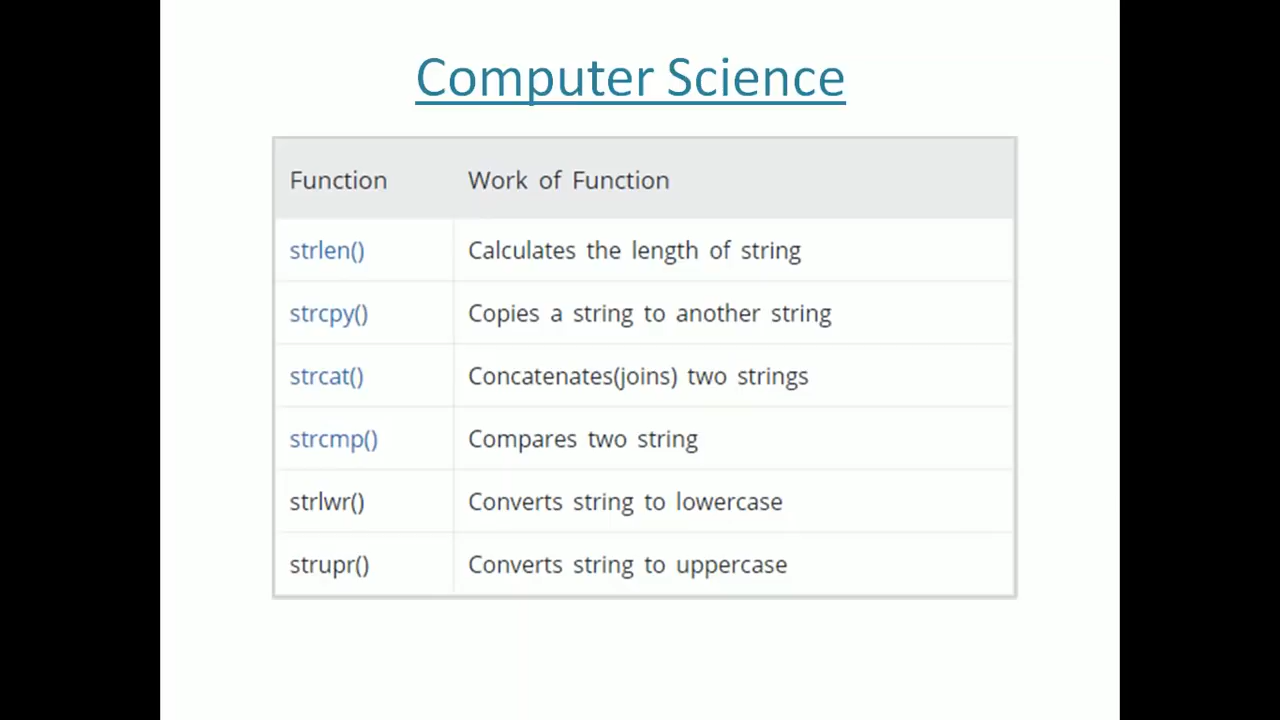 Computer Science
Function Work of Function
strlen() Calculates the length of string
strcpy() Copies a string to another string
strcat() Concatenates(joins) two strings
strcmp() Compares two string
strlwr() Converts string to lowercase
strupr() Converts string to uppercase